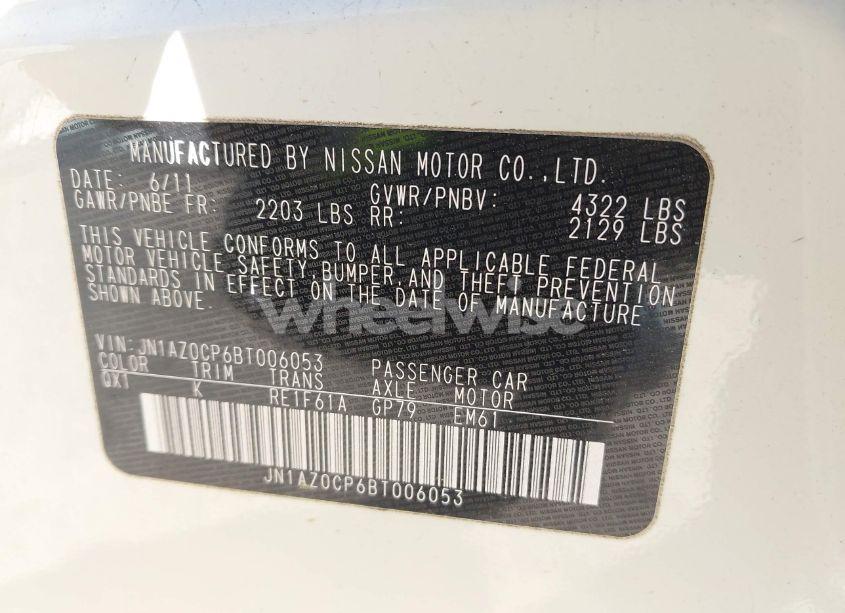 MANUFACTURED BY NISSAN MOTOR CO.,LTD.
DATE: 6/11 GVWR/PNBV: 4322 LBS
GAWR/PNBE FR: 2203 LBS RR: 2129 LBS
THIS VEHICLE CONFORMS TO ALL APPLICABLE FEDERAL
MOTOR VEHICLE SAFETY,BUMPER,AND THEFT PREVENTION
STANDARDS IN EFFECT ON THE DATE OF MANUFACTURE
SHOWN ABOVE.
wheelwise
VIN: JN1AZ0CP6BT006053 PASSENGER CAR
COLOR TRIM TRANS AXLE MOTOR
QX1 K RE1F61A GP79 EM61
JN1AZ0CP6BT006053